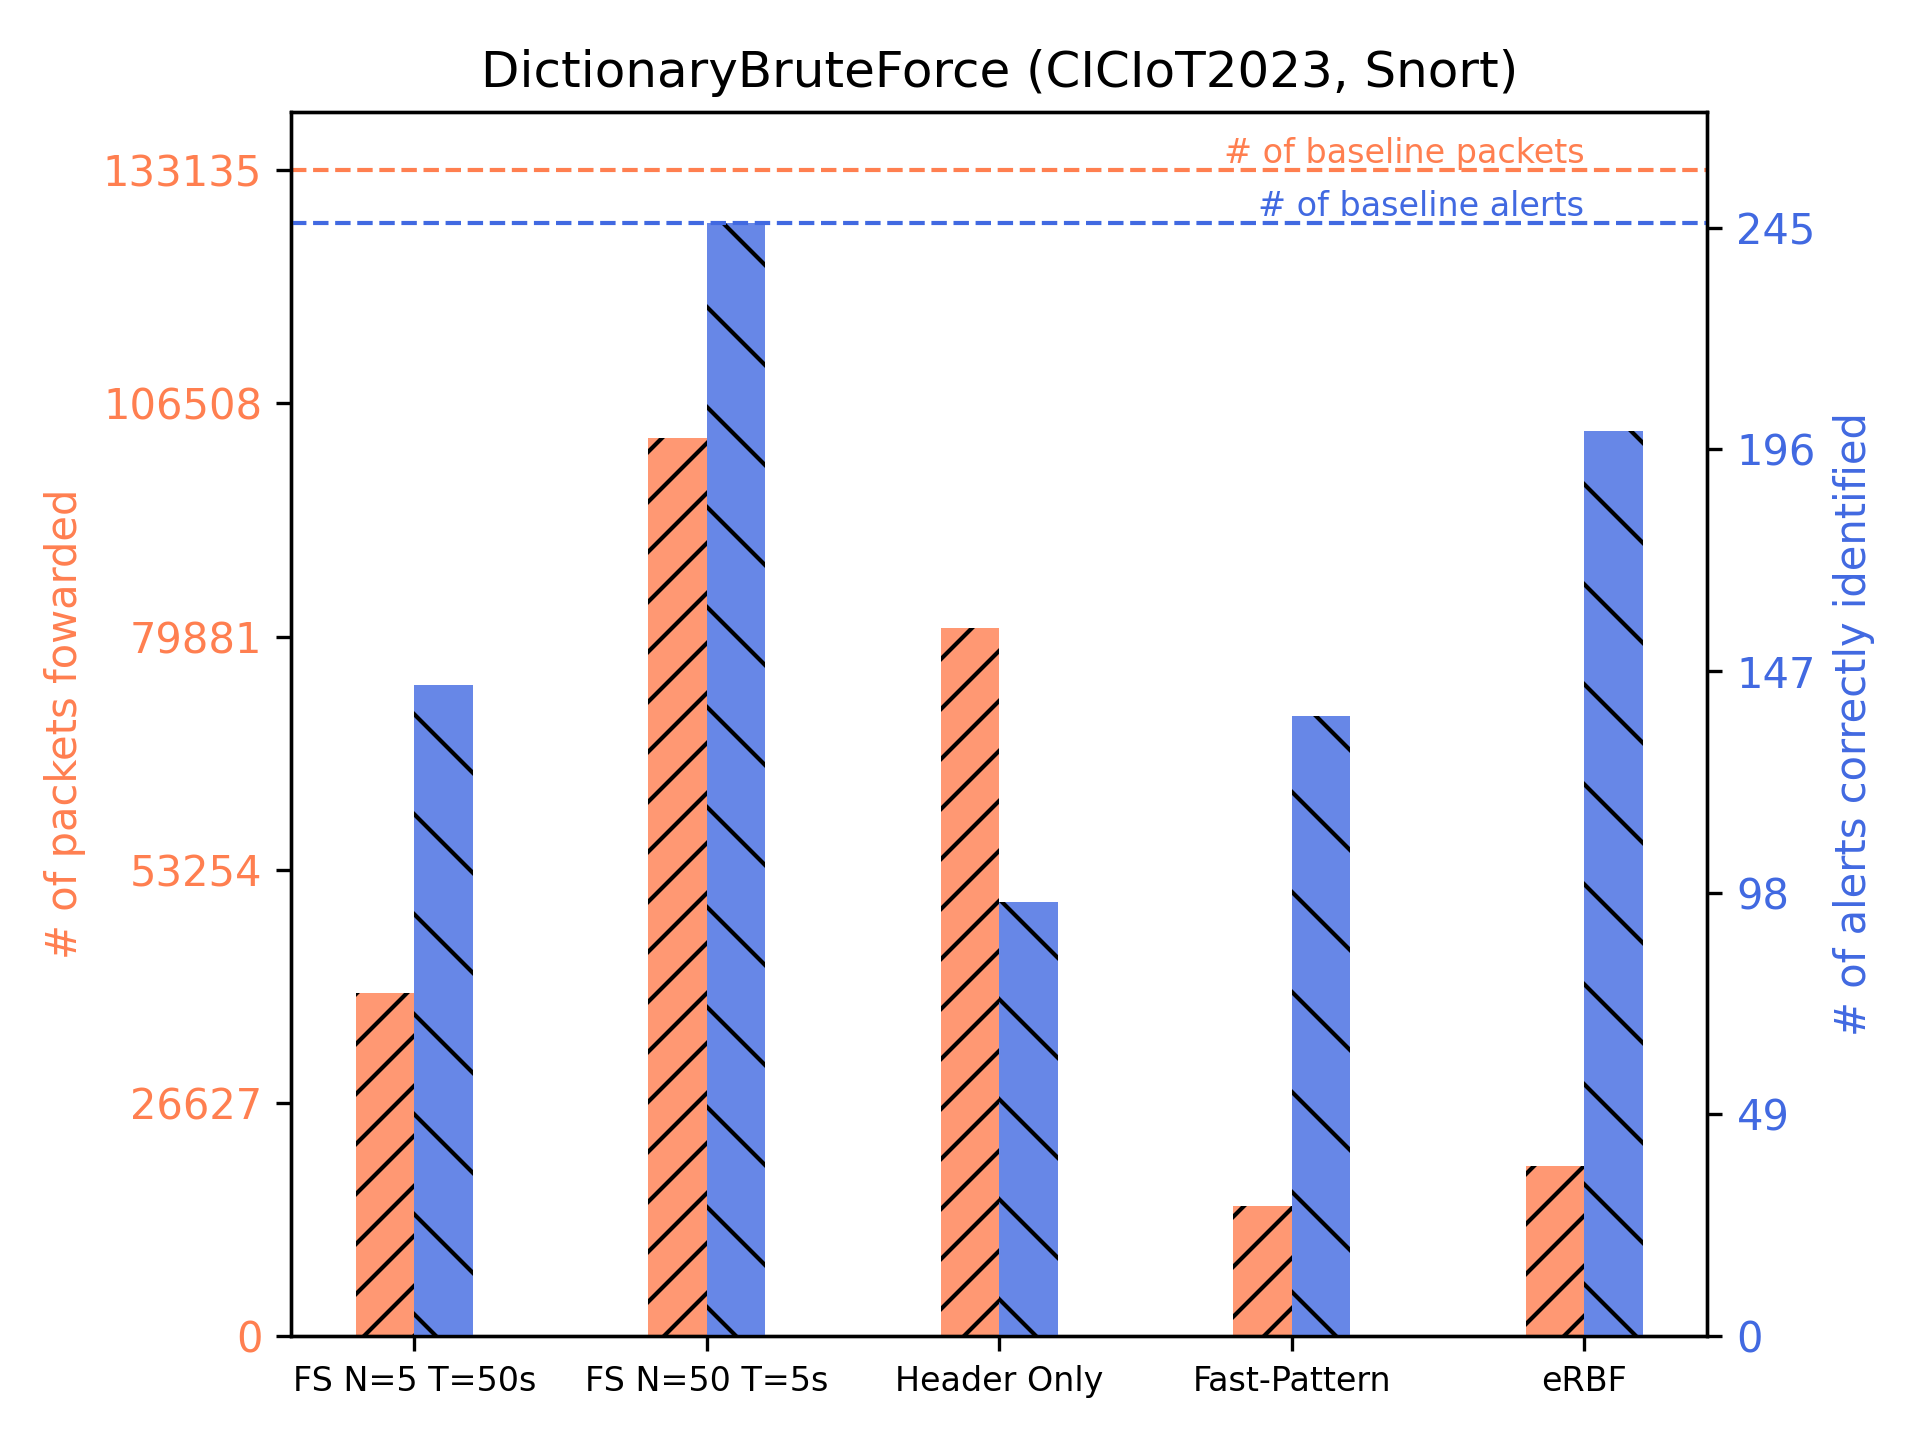 DictionaryBruteForce (CICIoT2023, Snort)
# of baseline packets
# of baseline alerts
133135
106508
79881
53254
26627
0
# of packets fowarded
245
196
147
98
49
0
# of alerts correctly identified
FS N=5 T=50s
FS N=50 T=5s
Header Only
Fast-Pattern
eRBF